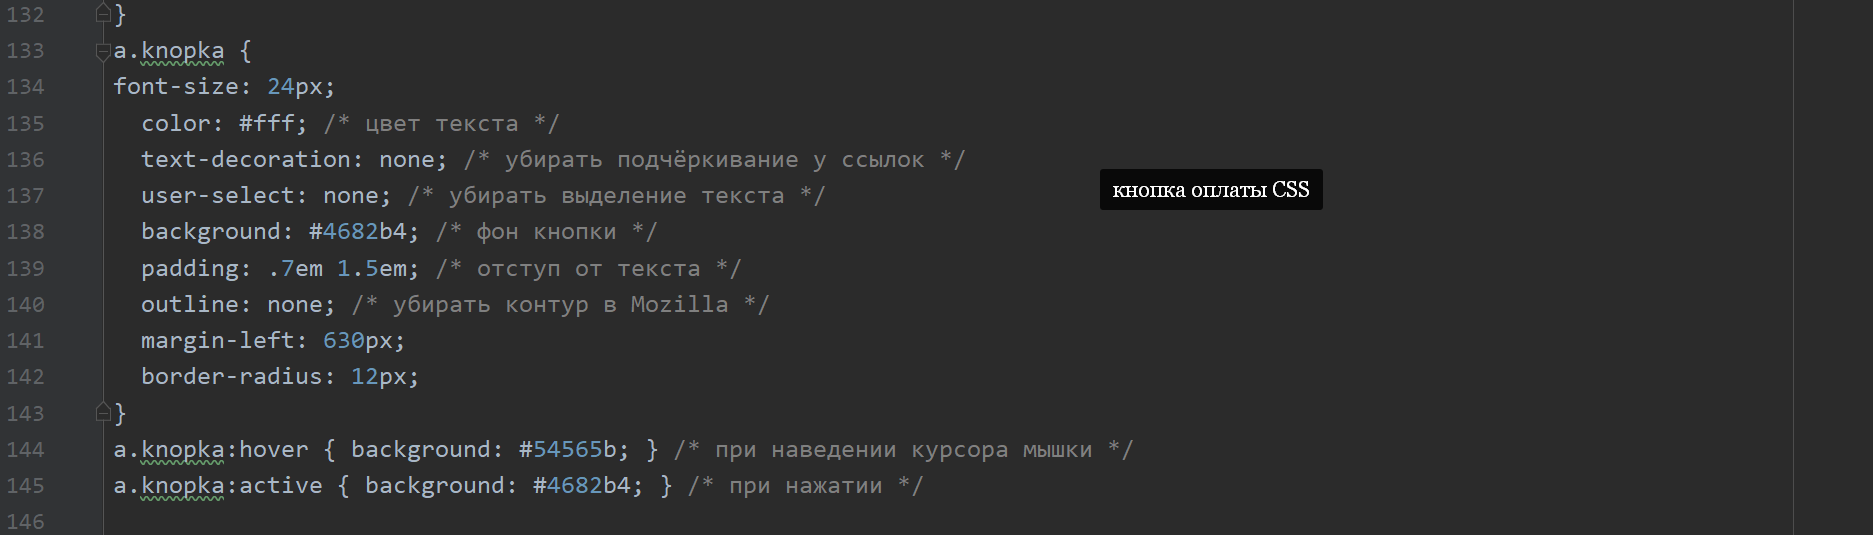 132 }
133 a.knopka {
134 font-size: 24px;
135 color: #fff; /* цвет текста */
136 text-decoration: none; /* убирать подчёркивание у ссылок */
137 user-select: none; /* убирать выделение текста */
кнопка оплаты CSS
138 background: #4682b4; /* фон кнопки */
139 padding: .7em 1.5em; /* отступ от текста */
140 outline: none; /* убирать контур в Mozilla */
141 margin-left: 630px;
142 border-radius: 12px;
143 }
144 a.knopka:hover { background: #54565b; } /* при наведении курсора мышки */
145 a.knopka:active { background: #4682b4; } /* при нажатии */
146